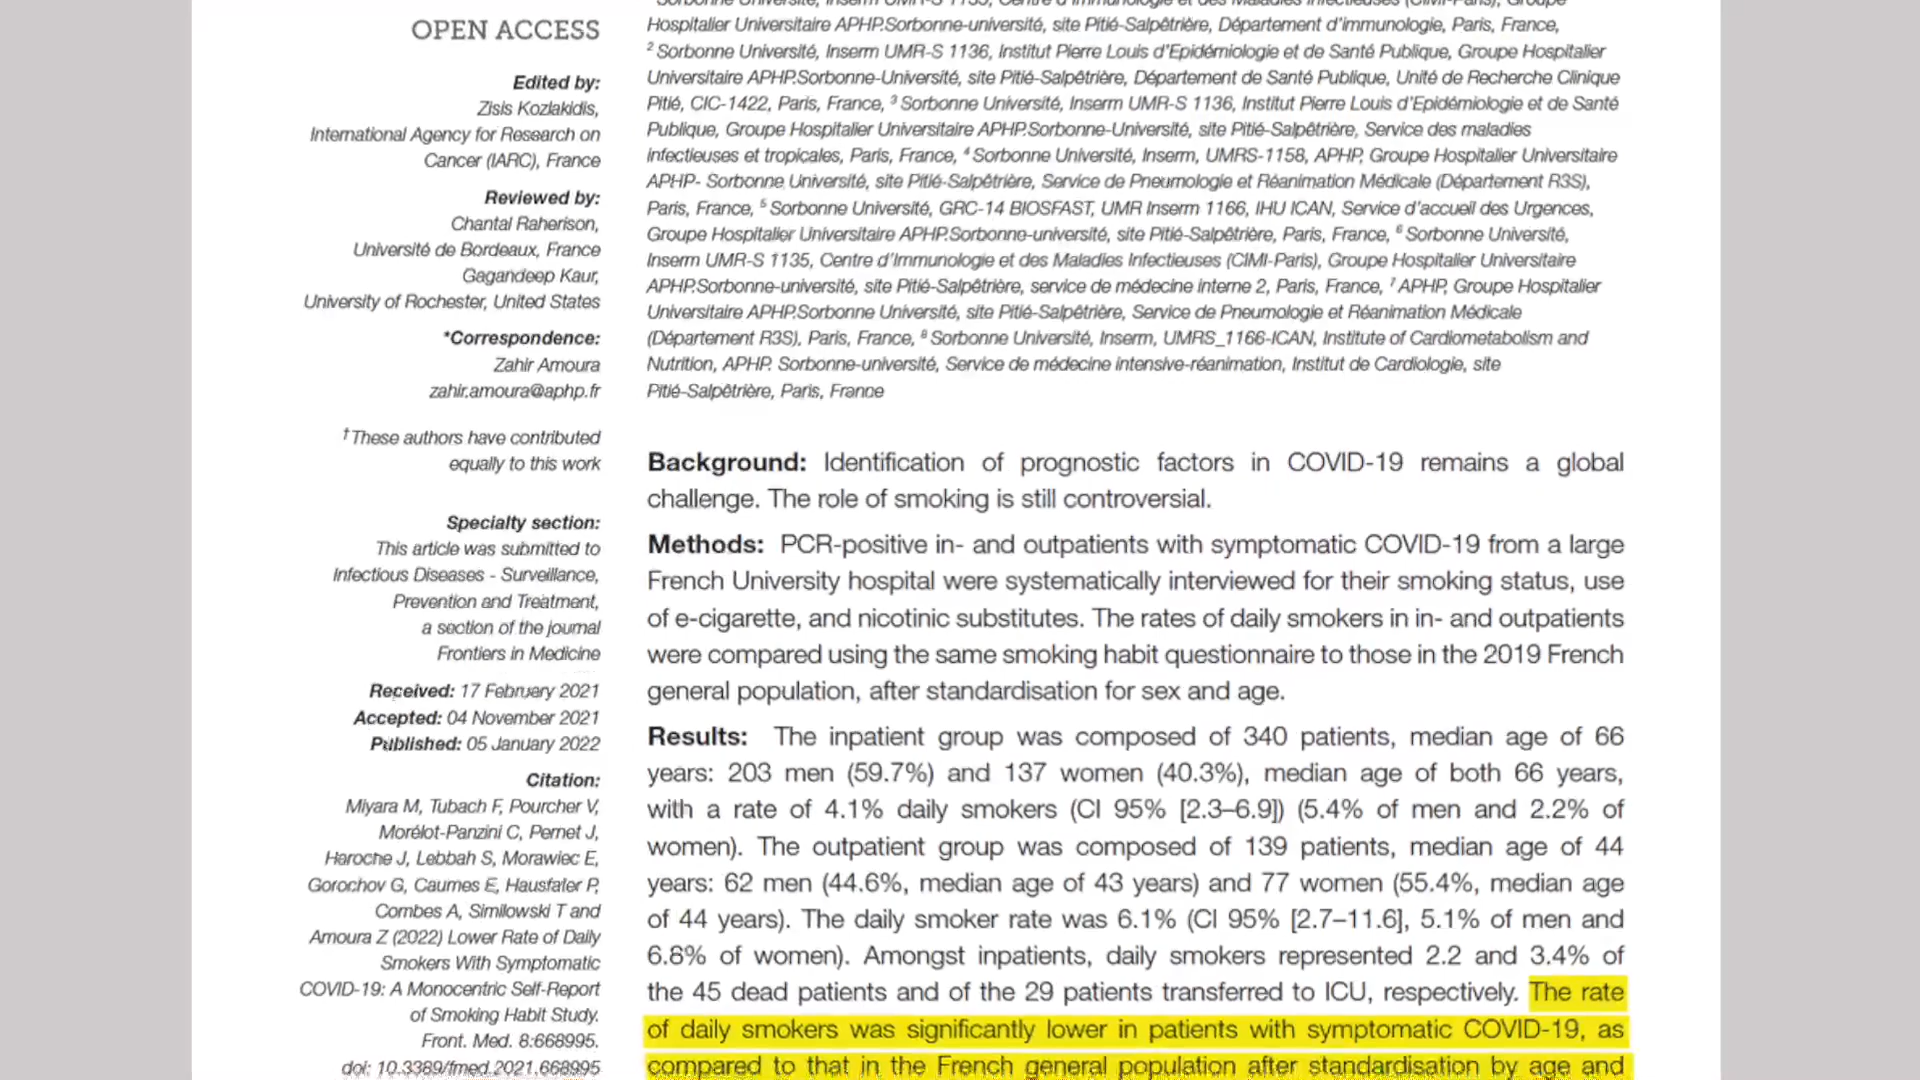 OPEN ACCESS
Edited by:
Zisis Kozlakidis,
International Agency for Research on
Cancer (IARC), France
Reviewed by:
Chantal Raherison,
Université de Bordeaux, France
Gagandeep Kaur,
University of Rochester, United States
*Correspondence:
Zahir Amoura
zahir.amoura@aphp.fr
†These authors have contributed
equally to this work
Specialty section:
This article was submitted to
Infectious Diseases - Surveillance,
Prevention and Treatment,
a section of the journal
Frontiers in Medicine
Received: 17 February 2021
Accepted: 04 November 2021
Published: 05 January 2022
Citation:
Miyara M, Tubach F, Pourcher V,
Morélot-Panzini C, Pernet J,
Haroche J, Lebbah S, Morawiec E,
Gorochov G, Caumes E, Hausfater P,
Combes A, Similowski T and
Amoura Z (2022) Lower Rate of Daily
Smokers With Symptomatic
COVID-19: A Monocentric Self-Report
of Smoking Habit Study.
Front. Med. 8:668995.
doi: 10.3389/fmed.2021.668995
Sorbonne Université, Inserm UMR-S 1135, Centre d'Immunologie et des Maladies Infectieuses (CIMI-Paris), Groupe
Hospitalier Universitaire APHP.Sorbonne-université, site Pitié-Salpêtrière, Département d'immunologie, Paris, France,
2 Sorbonne Université, Inserm UMR-S 1136, Institut Pierre Louis d'Epidémiologie et de Santé Publique, Groupe Hospitalier
Universitaire APHP.Sorbonne-Université, site Pitié-Salpêtrière, Département de Santé Publique, Unité de Recherche Clinique
Pitié, CIC-1422, Paris, France, 3 Sorbonne Université, Inserm UMR-S 1136, Institut Pierre Louis d'Epidémiologie et de Santé
Publique, Groupe Hospitalier Universitaire APHP.Sorbonne-Université, site Pitié-Salpêtrière, Service des maladies
infectieuses et tropicales, Paris, France, 4 Sorbonne Université, Inserm, UMRS-1158, APHP, Groupe Hospitalier Universitaire
APHP- Sorbonne Université, site Pitié-Salpêtrière, Service de Pneumologie et Réanimation Médicale (Département R3S),
Paris, France, 5 Sorbonne Université, GRC-14 BIOSFAST, UMR Inserm 1166, IHU ICAN, Service d'accueil des Urgences,
Groupe Hospitalier Universitaire APHP.Sorbonne-université, site Pitié-Salpêtrière, Paris, France, 6 Sorbonne Université,
Inserm UMR-S 1135, Centre d'Immunologie et des Maladies Infectieuses (CIMI-Paris), Groupe Hospitalier Universitaire
APHP.Sorbonne-université, site Pitié-Salpêtrière, service de médecine interne 2, Paris, France, 7 APHP, Groupe Hospitalier
Universitaire APHP.Sorbonne Université, site Pitié-Salpêtrière, Service de Pneumologie et Réanimation Médicale
(Département R3S), Paris, France, 8 Sorbonne Université, Inserm, UMRS_1166-ICAN, Institute of Cardiometabolism and
Nutrition, APHP. Sorbonne-université, Service de médecine intensive-réanimation, Institut de Cardiologie, site
Pitié-Salpêtrière, Paris, France
Background: Identification of prognostic factors in COVID-19 remains a global
challenge. The role of smoking is still controversial.
Methods: PCR-positive in- and outpatients with symptomatic COVID-19 from a large
French University hospital were systematically interviewed for their smoking status, use
of e-cigarette, and nicotinic substitutes. The rates of daily smokers in in- and outpatients
were compared using the same smoking habit questionnaire to those in the 2019 French
general population, after standardisation for sex and age.
Results: The inpatient group was composed of 340 patients, median age of 66
years: 203 men (59.7%) and 137 women (40.3%), median age of both 66 years,
with a rate of 4.1% daily smokers (CI 95% [2.3–6.9]) (5.4% of men and 2.2% of
women). The outpatient group was composed of 139 patients, median age of 44
years: 62 men (44.6%, median age of 43 years) and 77 women (55.4%, median age
of 44 years). The daily smoker rate was 6.1% (CI 95% [2.7–11.6], 5.1% of men and
6.8% of women). Amongst inpatients, daily smokers represented 2.2 and 3.4% of
the 45 dead patients and of the 29 patients transferred to ICU, respectively. The rate
of daily smokers was significantly lower in patients with symptomatic COVID-19, as
compared to that in the French general population after standardisation by age and